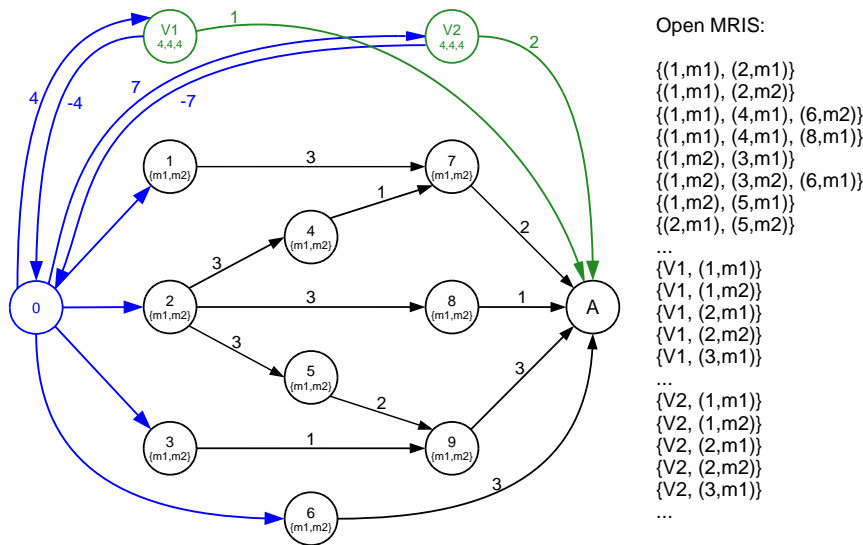 V1
4,4,4
1
V2
4,4,4
2
4
-4
7
-7
1
{m1,m2}
3
7
{m1,m2}
1
4
{m1,m2}
3
2
0
2
{m1,m2}
3
8
{m1,m2}
1
A
3
5
{m1,m2}
2
3
3
{m1,m2}
1
9
{m1,m2}
6
{m1,m2}
3
Open MRIS:
{(1,m1), (2,m1)}
{(1,m1), (2,m2)}
{(1,m1), (4,m1), (6,m2)}
{(1,m1), (4,m1), (8,m1)}
{(1,m2), (3,m1)}
{(1,m2), (3,m2), (6,m1)}
{(1,m2), (5,m1)}
{(2,m1), (5,m2)}
...
{V1, (1,m1)}
{V1, (1,m2)}
{V1, (2,m1)}
{V1, (2,m2)}
{V1, (3,m1)}
...
{V2, (1,m1)}
{V2, (1,m2)}
{V2, (2,m1)}
{V2, (2,m2)}
{V2, (3,m1)}
...